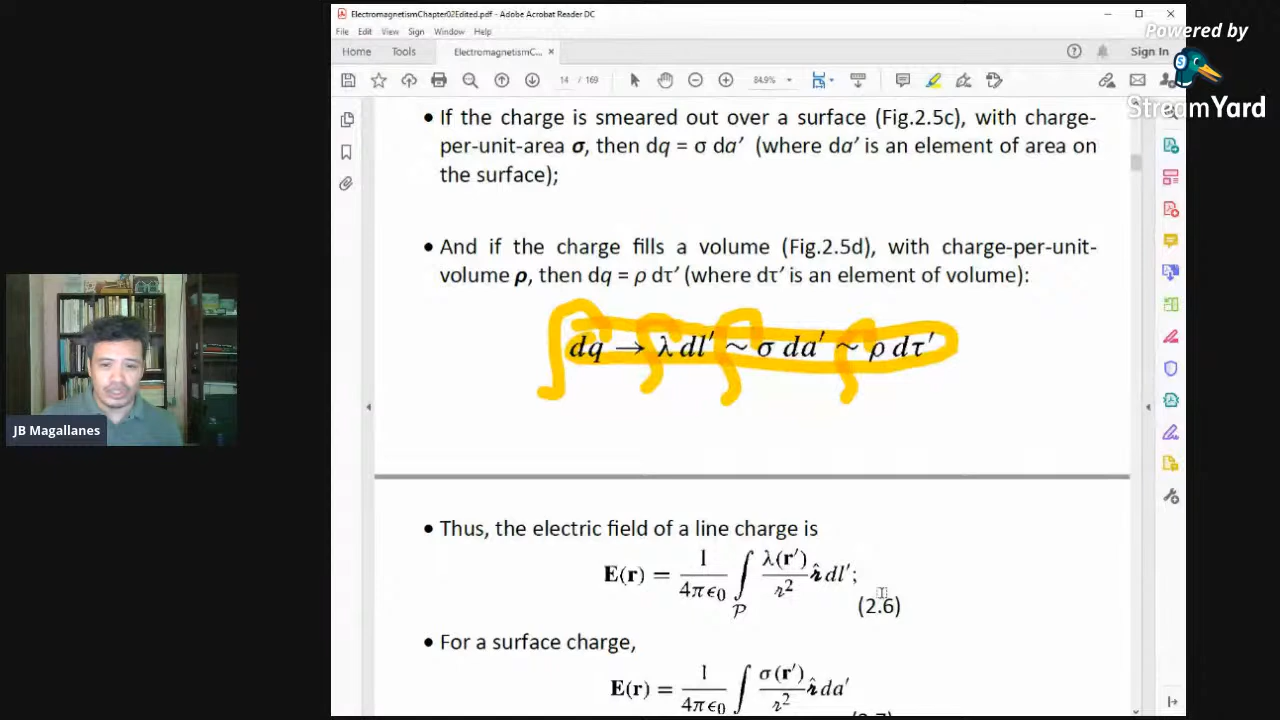 ElectromagnetismChapter02Edited.pdf - Adobe Acrobat Reader DC
File Edit View Sign Window Help
Home Tools ElectromagnetismC... × Sign In
14 / 169 84.9%
Powered by
StreamYard
• If the charge is smeared out over a surface (Fig.2.5c), with charge-
per-unit-area σ, then dq = σ da′ (where da′ is an element of area on
the surface);
• And if the charge fills a volume (Fig.2.5d), with charge-per-unit-
volume ρ, then dq = ρ dτ′ (where dτ′ is an element of volume):
∫ dq → ∫ λ dl′ ~ ∫ σ da′ ~ ∫ ρ dτ′
JB Magallanes
• Thus, the electric field of a line charge is
E(r) = 1/4πϵ₀ ∫_P λ(r′)/𝓇² 𝓇̂ dl′;
(2.6)
• For a surface charge,
E(r) = 1/4πϵ₀ ∫ σ(r′)/𝓇² 𝓇̂ da′